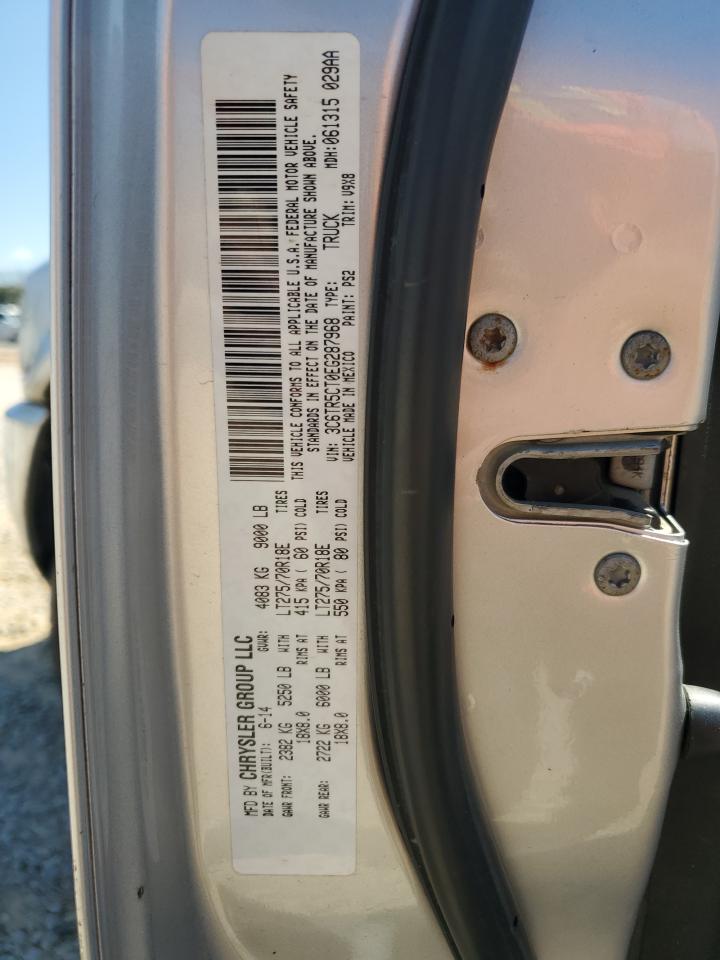 MFD BY CHRYSLER GROUP LLC
DATE OF MFR(BUILT): 6-14 GVWR: 4083 KG 9000 LB
GAWR FRONT: 2382 KG 5250 LB WITH LT275/70R18E TIRES
18X8.0 RIMS AT 415 KPA ( 60 PSI) COLD
GAWR REAR: 2722 KG 6000 LB WITH LT275/70R18E TIRES
18X8.0 RIMS AT 550 KPA ( 80 PSI) COLD
THIS VEHICLE CONFORMS TO ALL APPLICABLE U.S.A. FEDERAL MOTOR VEHICLE SAFETY
STANDARDS IN EFFECT ON THE DATE OF MANUFACTURE SHOWN ABOVE.
VIN: 3C6TR5CT0EG287968 TYPE: TRUCK MDH:061315 029AA
VEHICLE MADE IN MEXICO PAINT: PS2 TRIM: V9X8